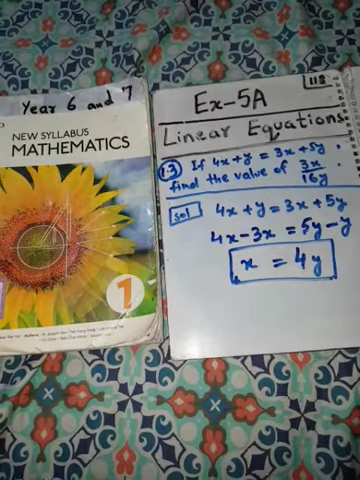 Year 6 and 7
NEW SYLLABUS
MATHEMATICS
1
118
Ex-5A
Linear Equations
13 If 4x+y = 3x+5y,
find the value of 3x/16y.
Sol 4x+y = 3x+5y
4x-3x = 5y-y
x = 4y